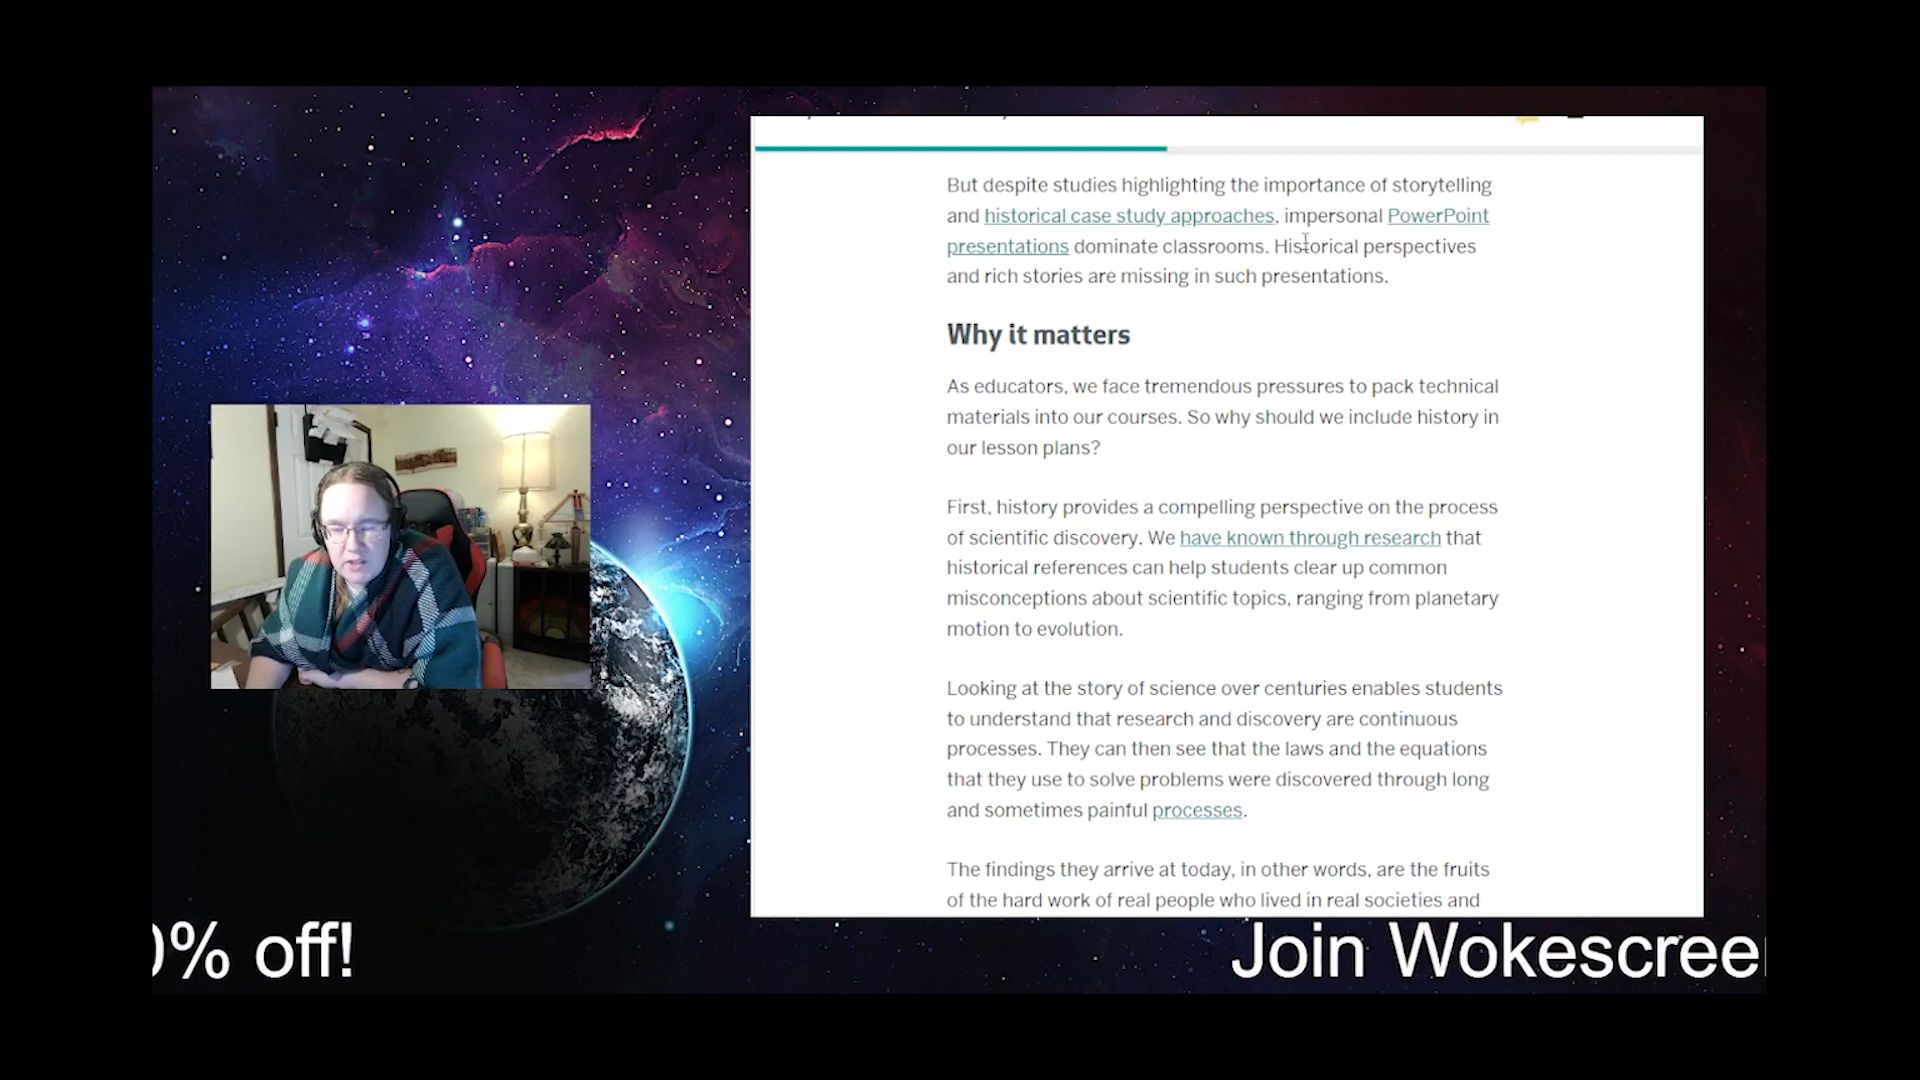 But despite studies highlighting the importance of storytelling
and historical case study approaches, impersonal PowerPoint
presentations dominate classrooms. Historical perspectives
and rich stories are missing in such presentations.
Why it matters
As educators, we face tremendous pressures to pack technical
materials into our courses. So why should we include history in
our lesson plans?
First, history provides a compelling perspective on the process
of scientific discovery. We have known through research that
historical references can help students clear up common
misconceptions about scientific topics, ranging from planetary
motion to evolution.
Looking at the story of science over centuries enables students
to understand that research and discovery are continuous
processes. They can then see that the laws and the equations
that they use to solve problems were discovered through long
and sometimes painful processes.
The findings they arrive at today, in other words, are the fruits
of the hard work of real people who lived in real societies and
0% off!
Join Wokescree